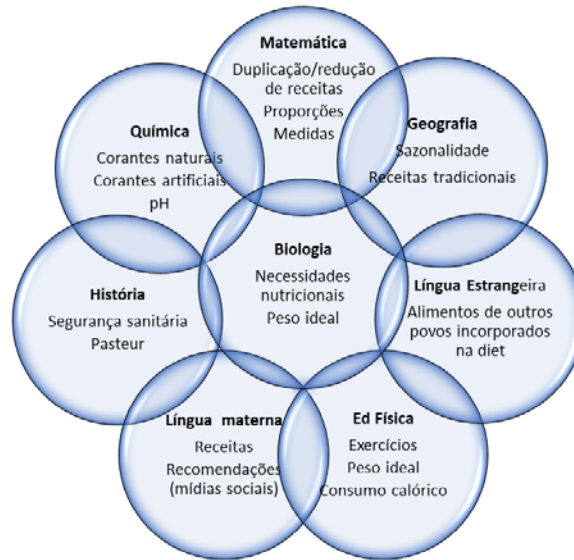 Matemática
Duplicação/redução
de receitas
Proporções
Medidas
Geografia
Sazonalidade
Receitas tradicionais
Química
Corantes naturais
Corantes artificiais
pH
Biologia
Necessidades
nutricionais
Peso ideal
Língua Estrangeira
Alimentos de outros
povos incorporados
na diet
História
Segurança sanitária
Pasteur
Língua materna
Receitas
Recomendações
(mídias sociais)
Ed Física
Exercícios
Peso ideal
Consumo calórico